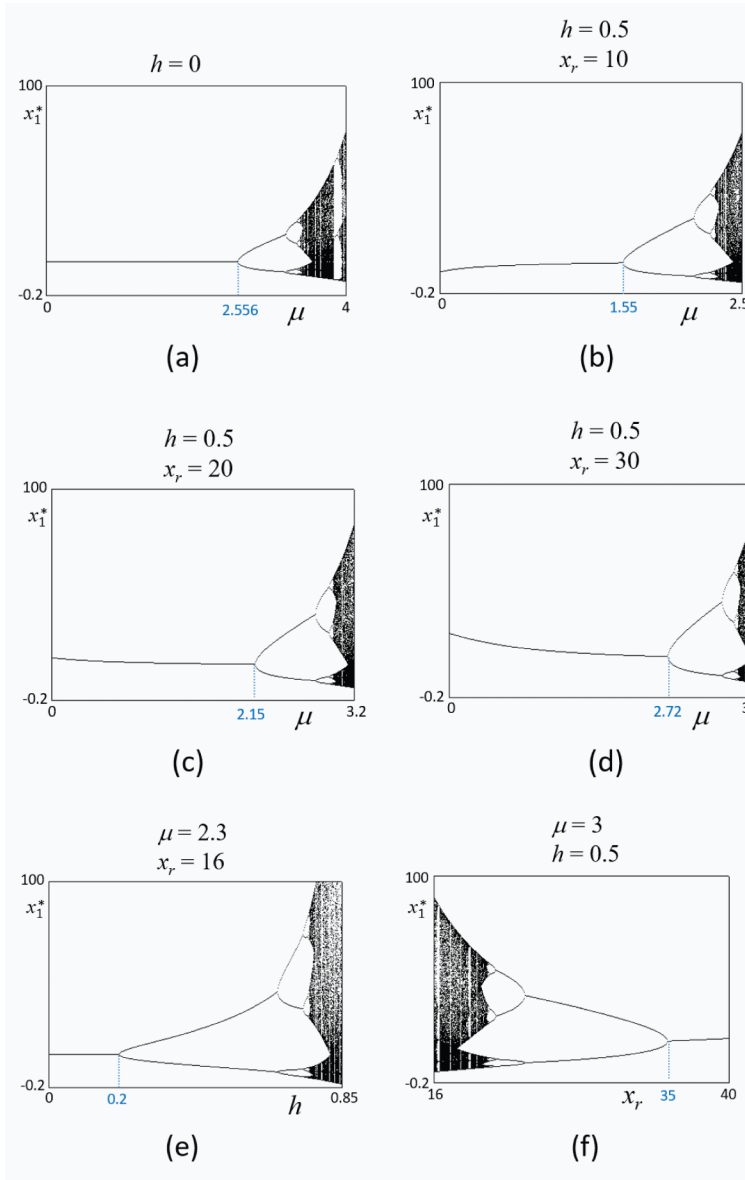 h = 0
100
x₁*
-0.2
0
2.556
μ
4
(a)
h = 0.5
xᵣ = 10
100
x₁*
-0.2
0
1.55
μ
2.5
(b)
h = 0.5
xᵣ = 20
100
x₁*
-0.2
0
2.15
μ
3.2
(c)
h = 0.5
xᵣ = 30
100
x₁*
-0.2
0
2.72
μ
(d)
μ = 2.3
xᵣ = 16
100
x₁*
-0.2
0
0.2
h
0.85
(e)
μ = 3
h = 0.5
100
x₁*
-0.2
16
xᵣ
35
40
(f)